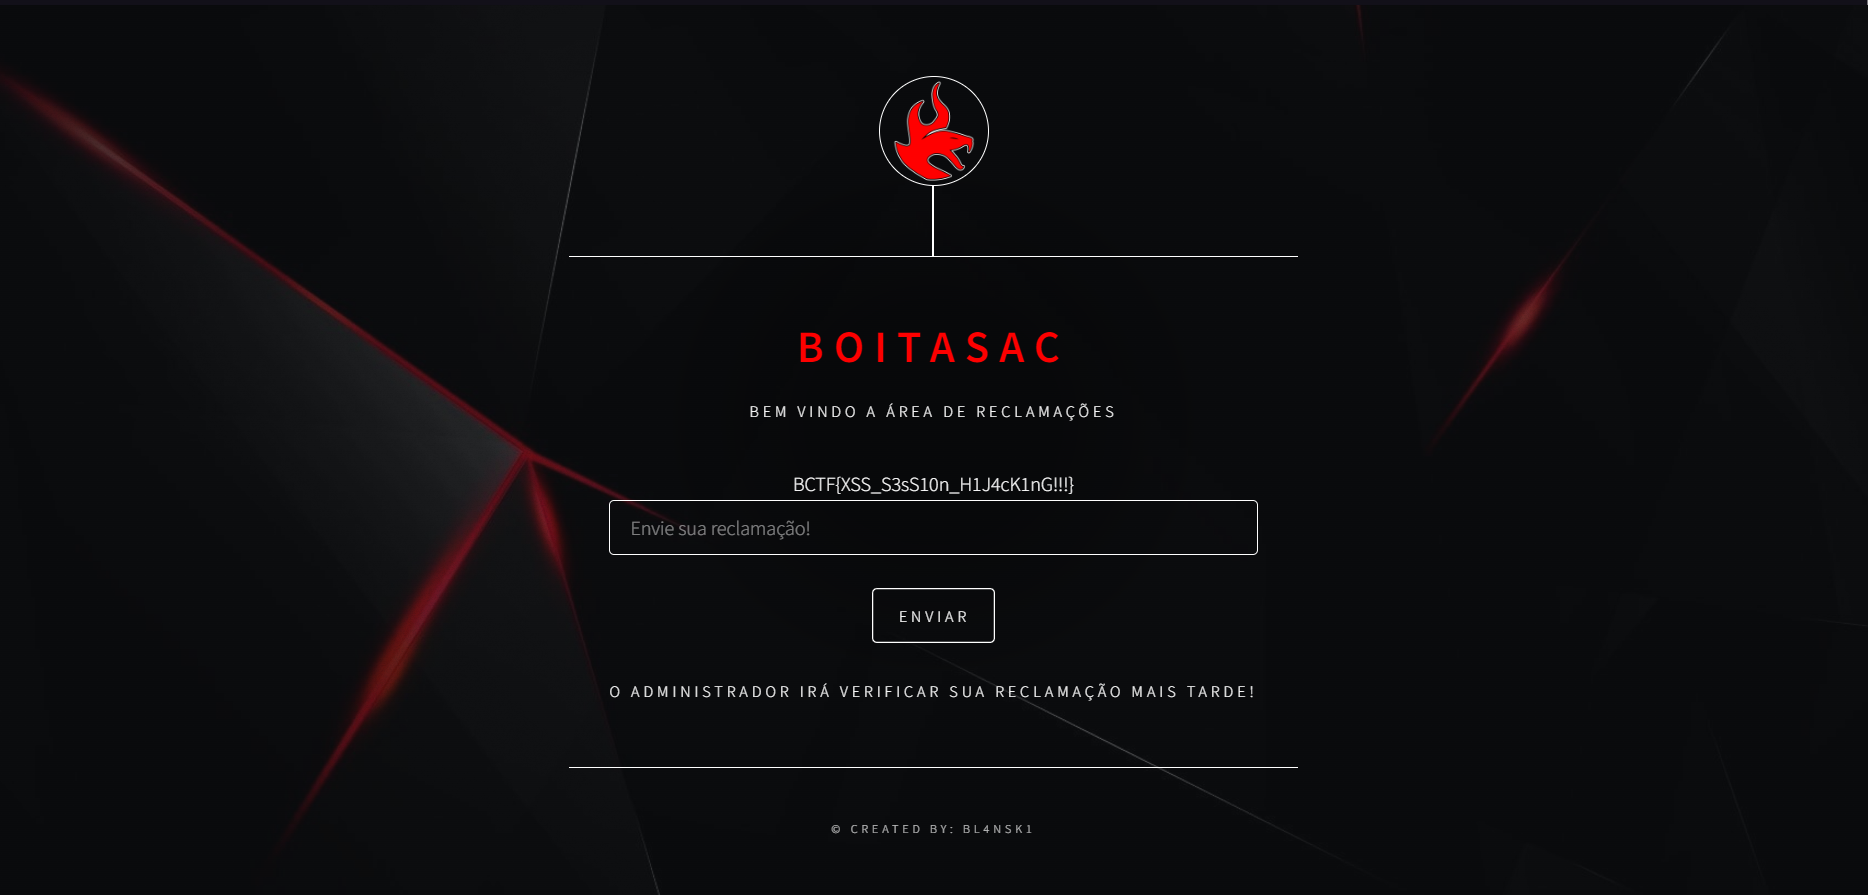 BOITASAC
BEM VINDO A ÁREA DE RECLAMAÇÕES
BCTF{XSS_S3sS10n_H1J4cK1nG!!!}
Envie sua reclamação!
ENVIAR
O ADMINISTRADOR IRÁ VERIFICAR SUA RECLAMAÇÃO MAIS TARDE!
© CREATED BY: BL4NSK1